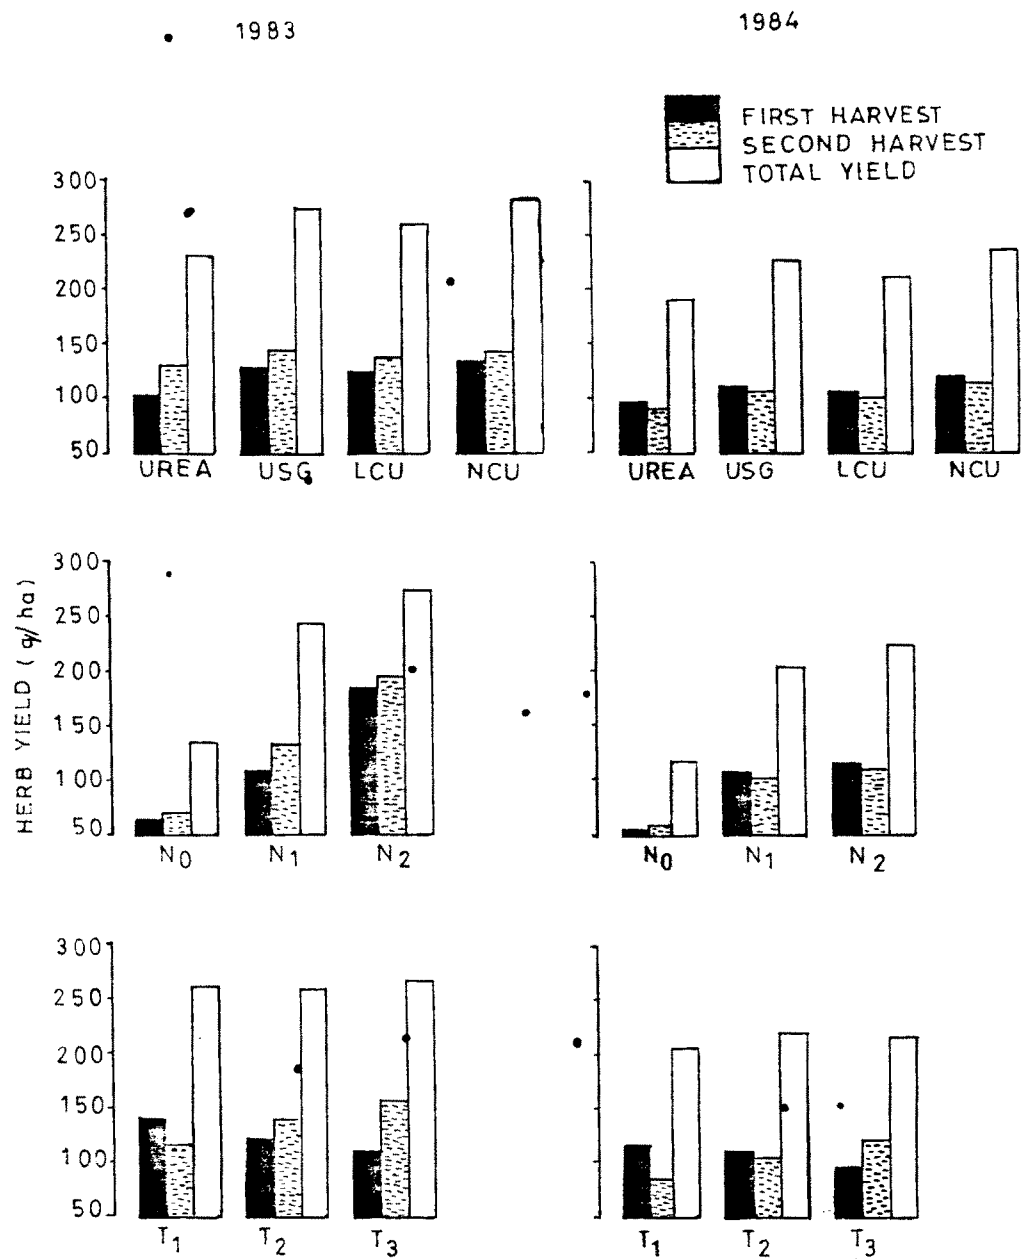 1983
1984
FIRST HARVEST
SECOND HARVEST
TOTAL YIELD
300
250
200
150
100
50
UREA USG LCU NCU
UREA USG LCU NCU
HERB YIELD (q/ha)
300
250
200
150
100
50
N0 N1 N2
N0 N1 N2
300
250
200
150
100
50
T1 T2 T3
T1 T2 T3